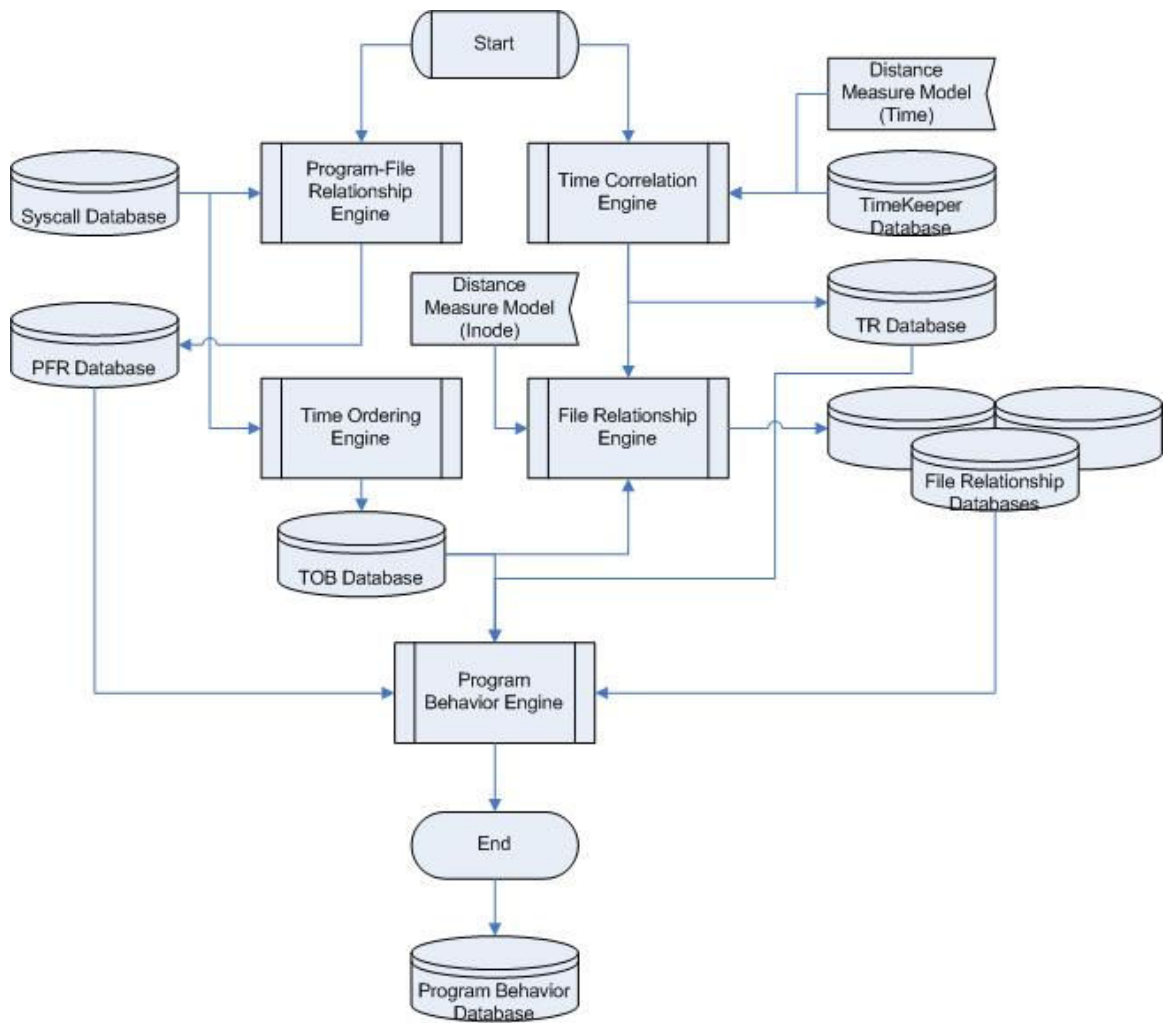 Start
Distance
Measure Model
(Time)
Program-File
Relationship
Engine
Time Correlation
Engine
Syscall Database
TimeKeeper
Database
Distance
Measure Model
(Inode)
TR Database
PFR Database
Time Ordering
Engine
File Relationship
Engine
File Relationship
Databases
TOB Database
Program
Behavior Engine
End
Program Behavior
Database